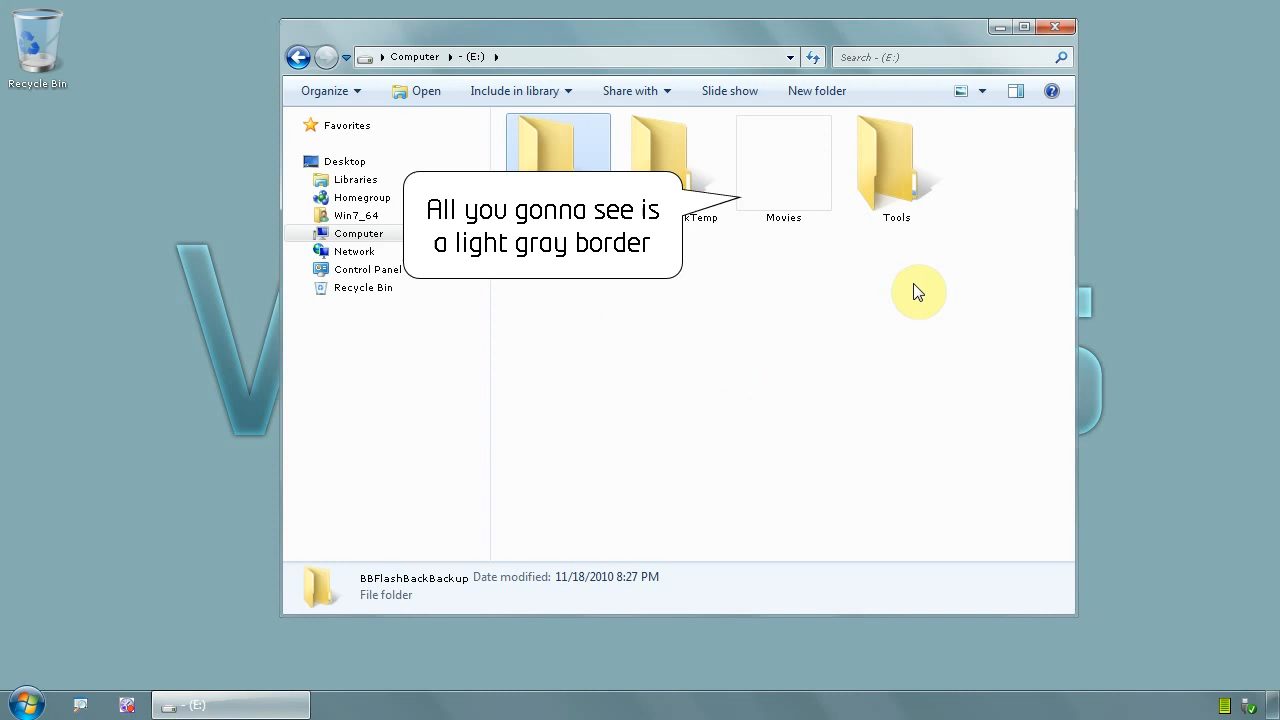 Recycle Bin
Computer
- (E:)
Search - (E:)
Organize
Open
Include in library
Share with
Slide show
New folder
Favorites
Desktop
Libraries
Homegroup
Win7_64
Computer
Network
Control Panel
Recycle Bin
kTemp
Movies
Tools
All you gonna see is
a light gray border
BBFlashBackBackup Date modified: 11/18/2010 8:27 PM
File folder
- (E:)